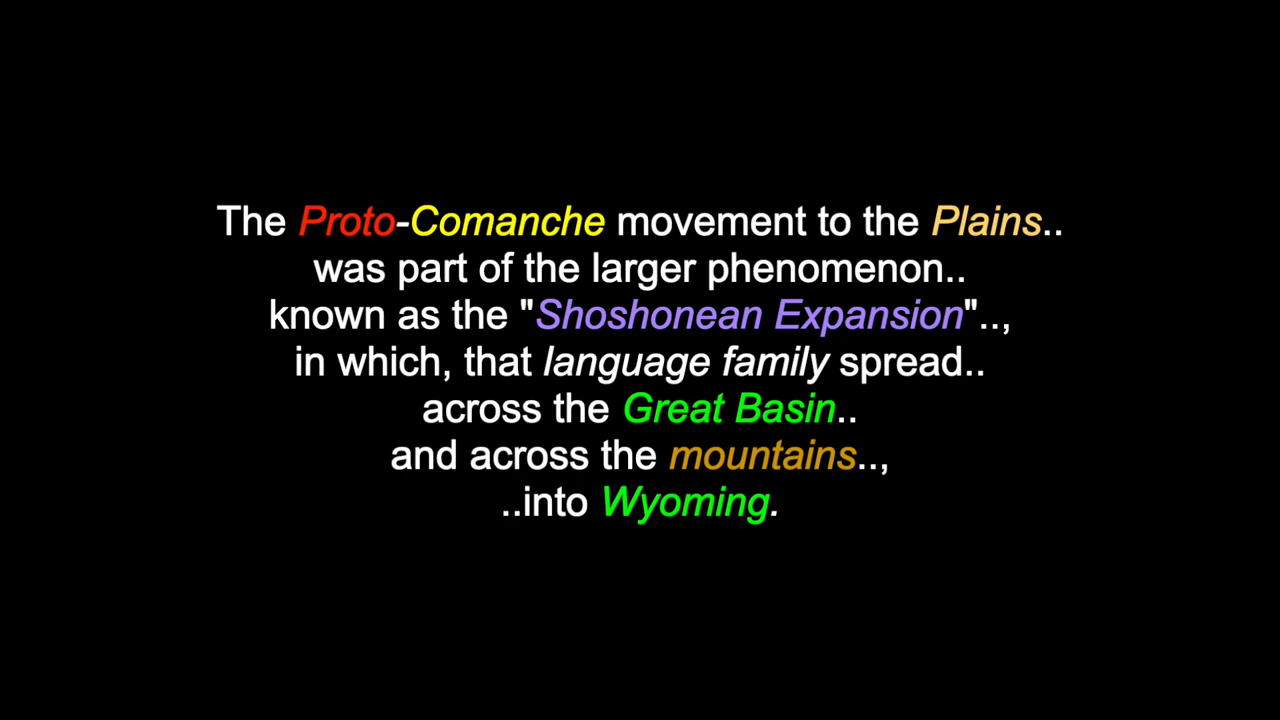 The Proto-Comanche movement to the Plains..
was part of the larger phenomenon..
known as the "Shoshonean Expansion"..,
in which, that language family spread..
across the Great Basin..
and across the mountains..,
..into Wyoming.